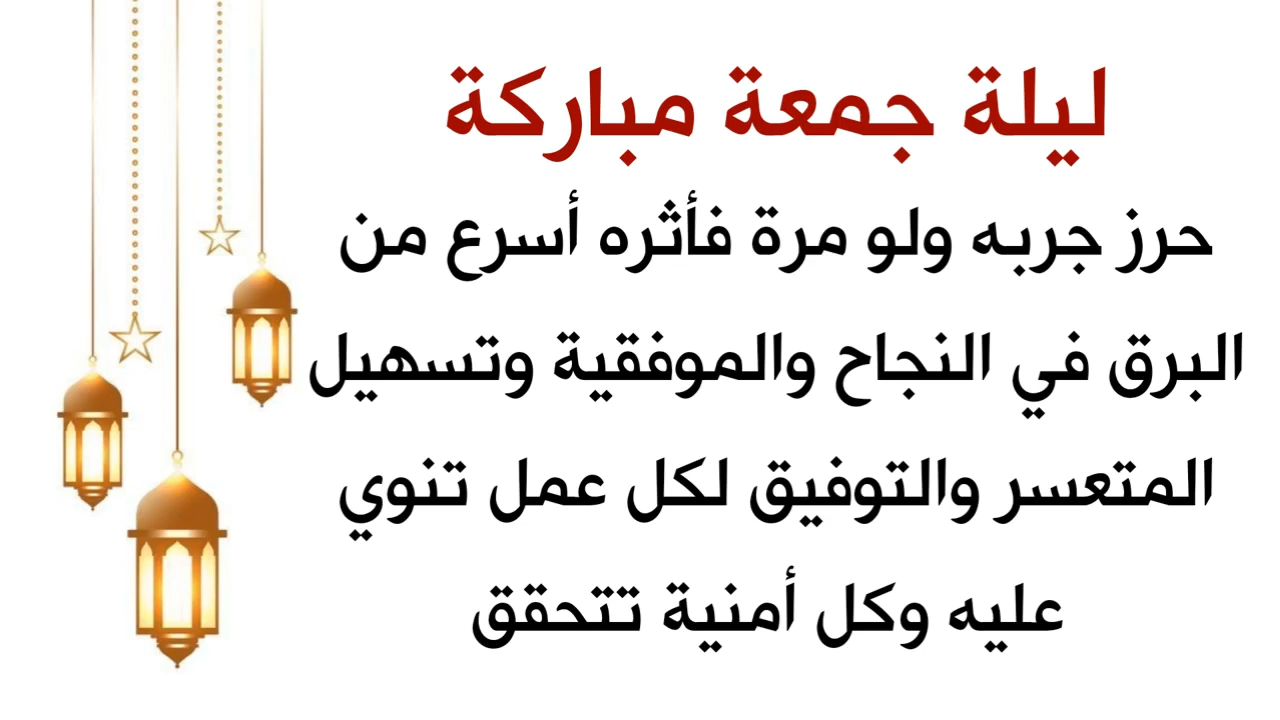 ليلة جمعة مباركة
حرز جربه ولو مرة فأثره أسرع من
البرق في النجاح والموفقية وتسهيل
المتعسر والتوفيق لكل عمل تنوي
عليه وكل أمنية تتحقق